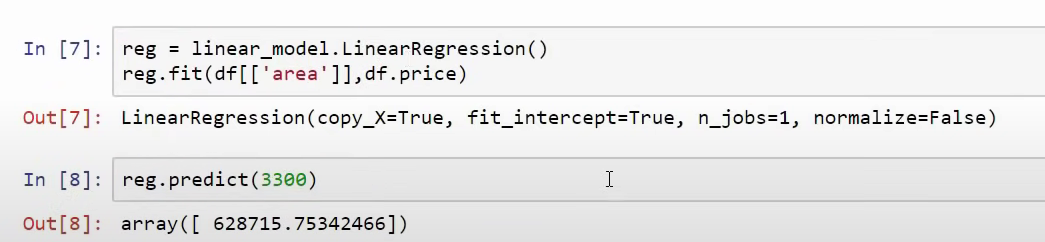 In [7]: reg = linear_model.LinearRegression()
reg.fit(df[['area']],df.price)
Out[7]: LinearRegression(copy_X=True, fit_intercept=True, n_jobs=1, normalize=False)
In [8]: reg.predict(3300)
Out[8]: array([ 628715.75342466])